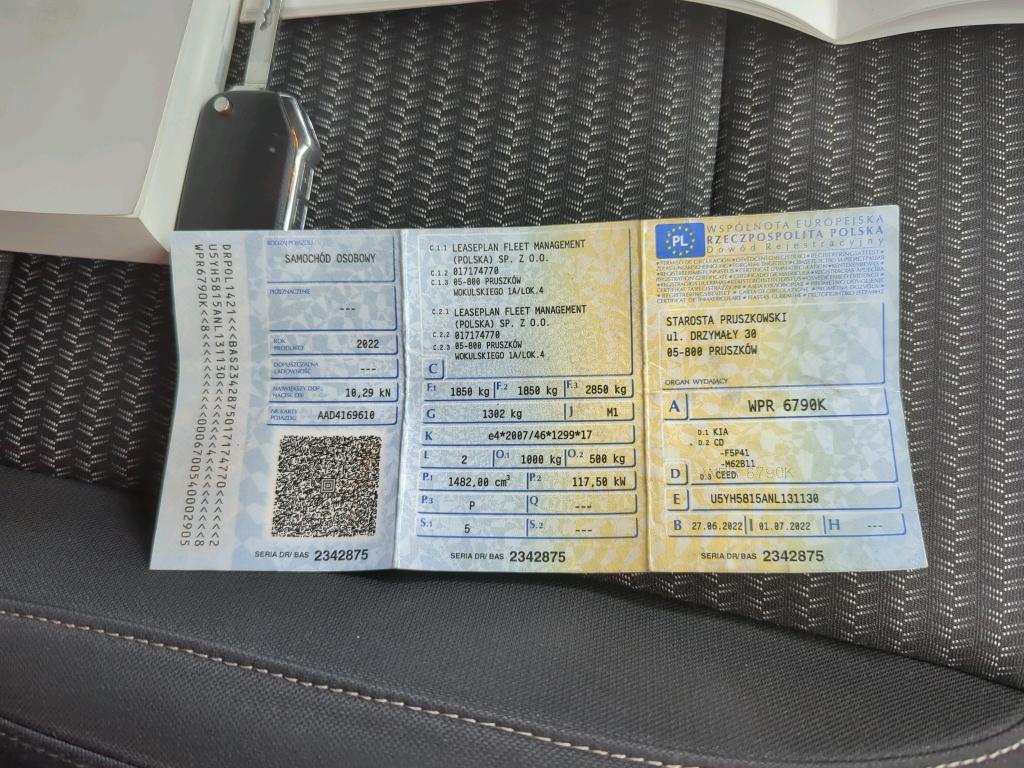 RODZAJ POJAZDU
SAMOCHÓD OSOBOWY
PRZEZNACZENIE
---
ROK
PRODUKCJI
2022
DOPUSZCZALNA
ŁADOWNOŚĆ
---
NAJWIĘKSZY DOP.
NACISK OSI
10,29 kN
NR KARTY
POJAZDU
AAD4169610
SERIA DR/ BAS 2342875
C.1.1 LEASEPLAN FLEET MANAGEMENT
(POLSKA) SP. Z O.O.
C.1.2 017174770
C.1.3 05-800 PRUSZKÓW
WOKULSKIEGO 1A/LOK.4
C.2.1 LEASEPLAN FLEET MANAGEMENT
(POLSKA) SP. Z O.O.
C.2.2 017174770
C.2.3 05-800 PRUSZKÓW
WOKULSKIEGO 1A/LOK.4
C
F.1 1850 kg F.2 1850 kg F.3 2850 kg
G 1302 kg J M1
K e4*2007/46*1299*17
L 2 O.1 1000 kg O.2 500 kg
P.1 1482,00 cm³ P.2 117,50 kW
P.3 P Q ---
S.1 5 S.2 ---
SERIA DR/ BAS 2342875
PL
WSPÓLNOTA EUROPEJSKA
RZECZPOSPOLITA POLSKA
Dowód Rejestracyjny
STAROSTA PRUSZKOWSKI
ul. DRZYMAŁY 30
05-800 PRUSZKÓW
ORGAN WYDAJĄCY
A WPR 6790K
D.1 KIA
D.2 CD
-F5P41
-M62B11
D D.3 CEED
E U5YH5815ANL131130
B 27.06.2022 I 01.07.2022 H ---
SERIA DR/ BAS 2342875